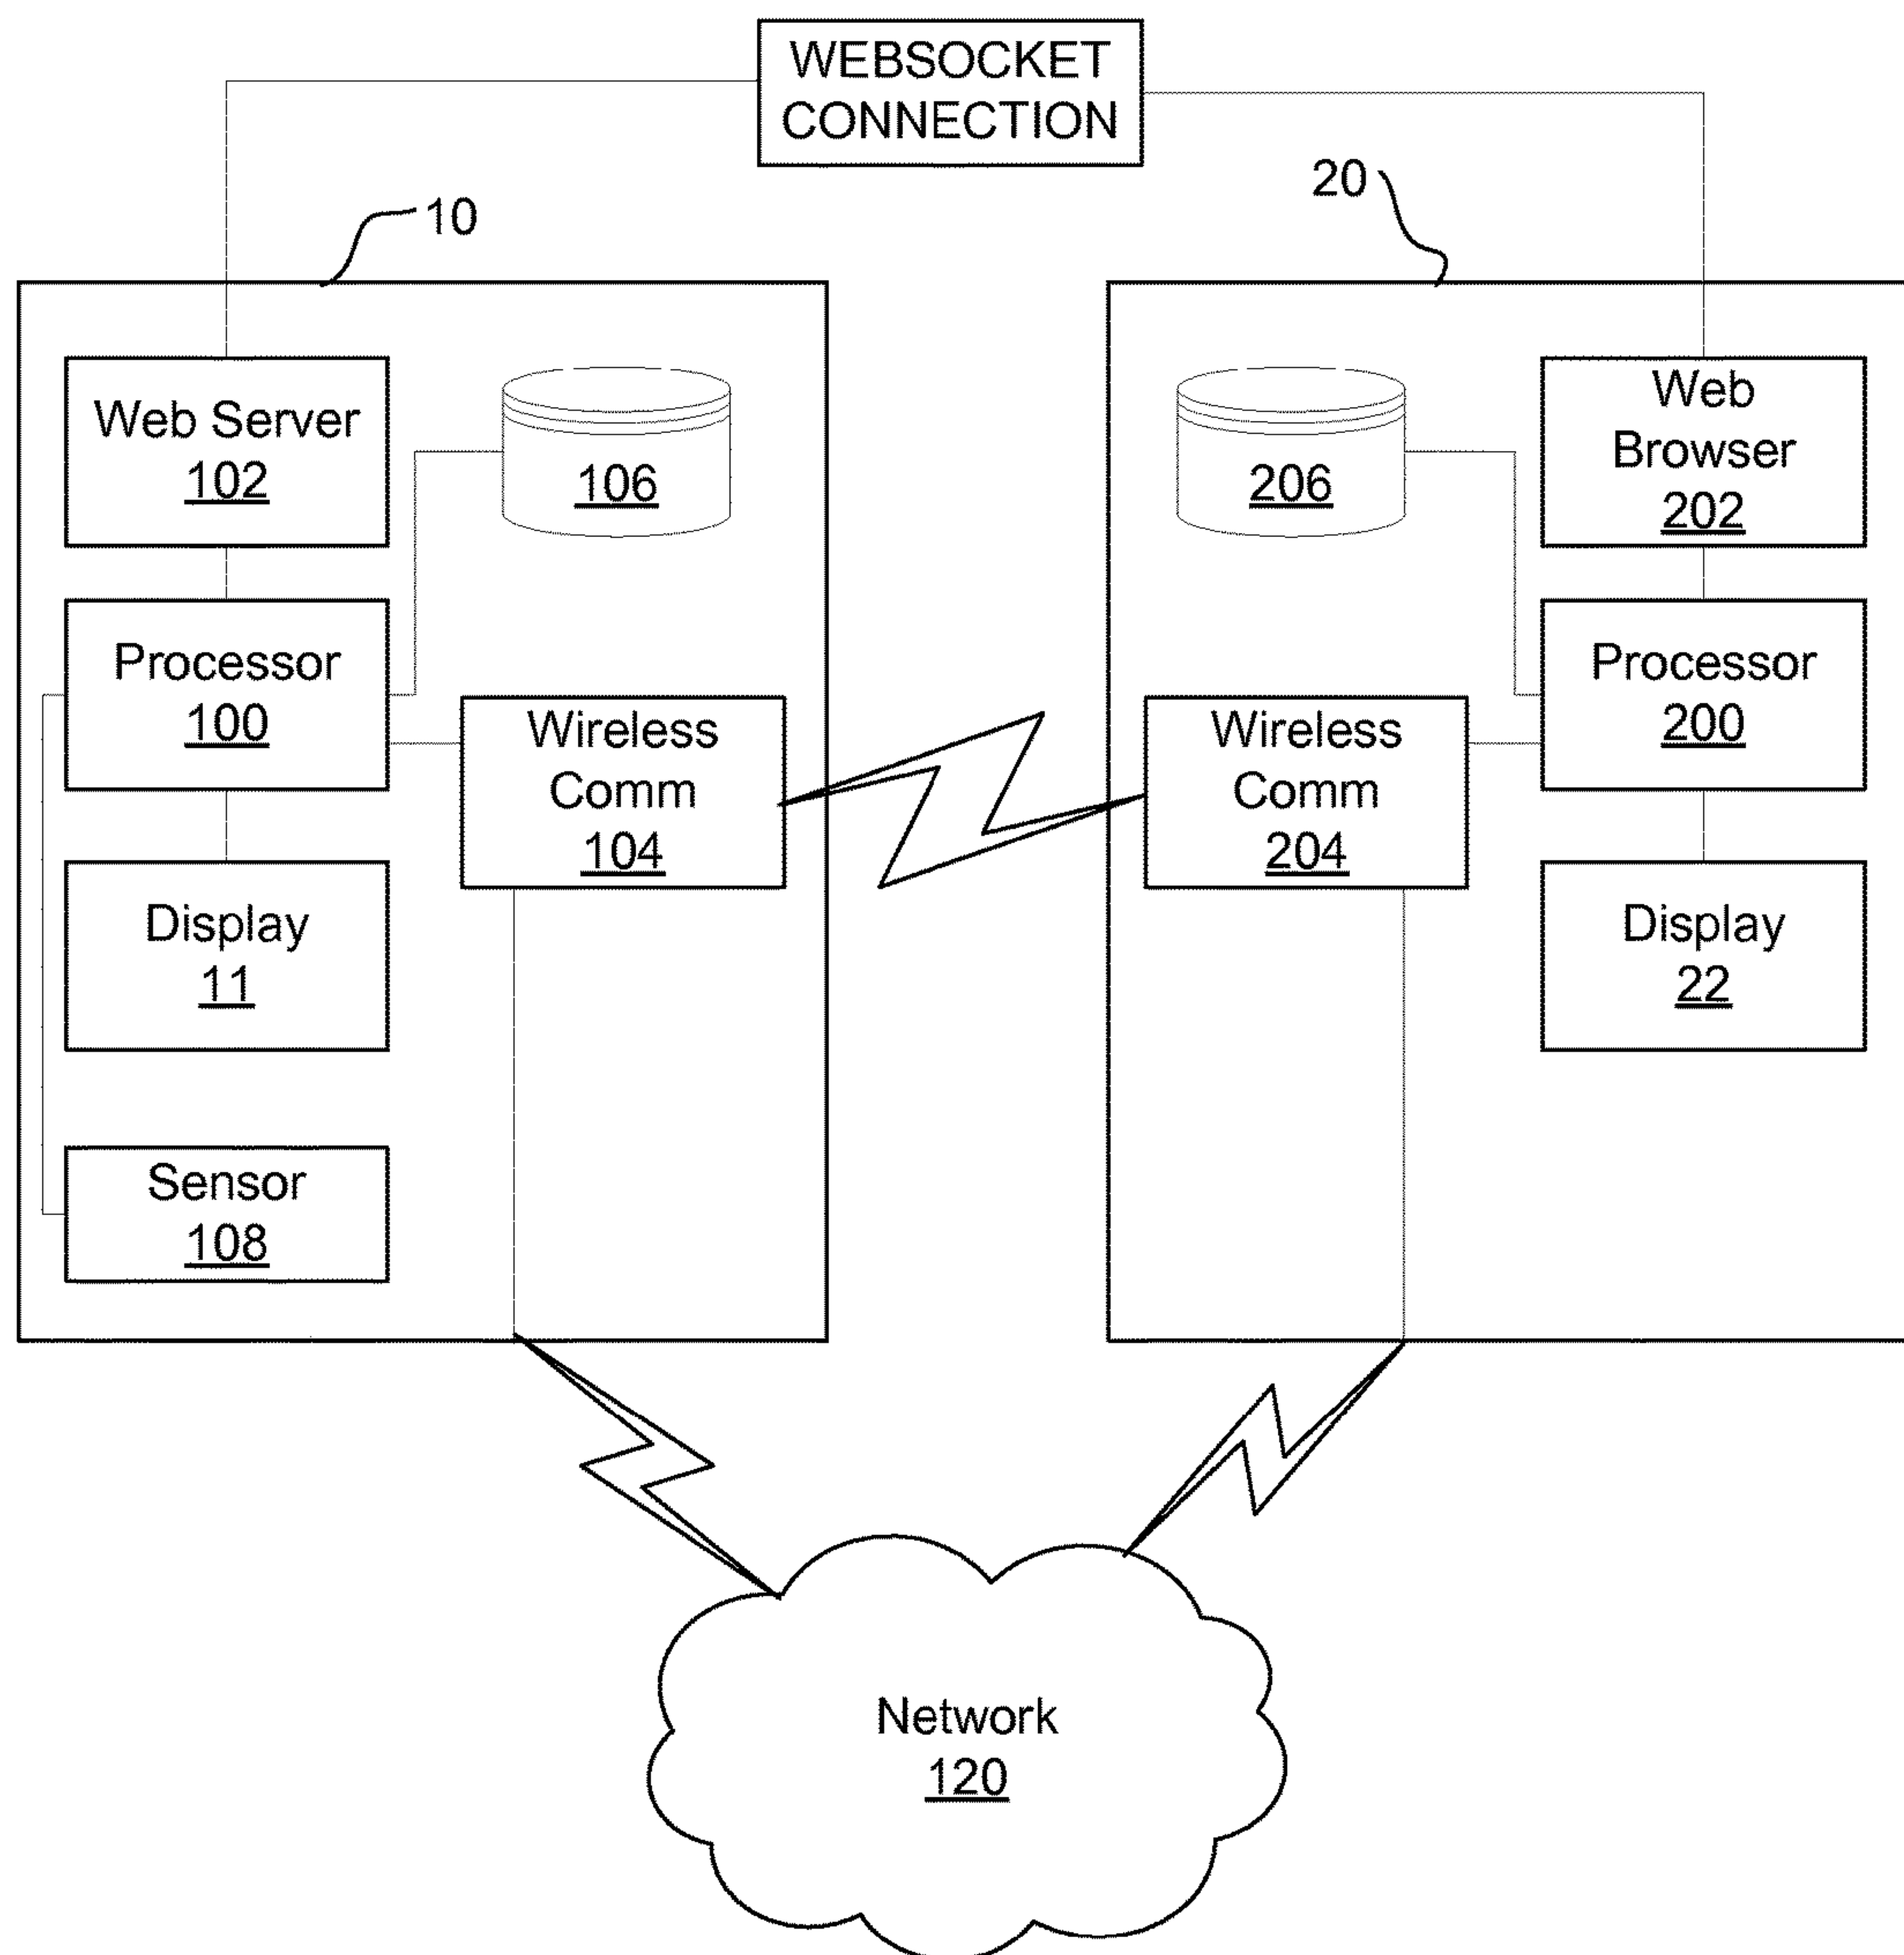 WEBSOCKET
CONNECTION
10
20
Web Server
102
106
Processor
100
Wireless
Comm
104
Display
11
Sensor
108
206
Web
Browser
202
Processor
200
Wireless
Comm
204
Display
22
Network
120